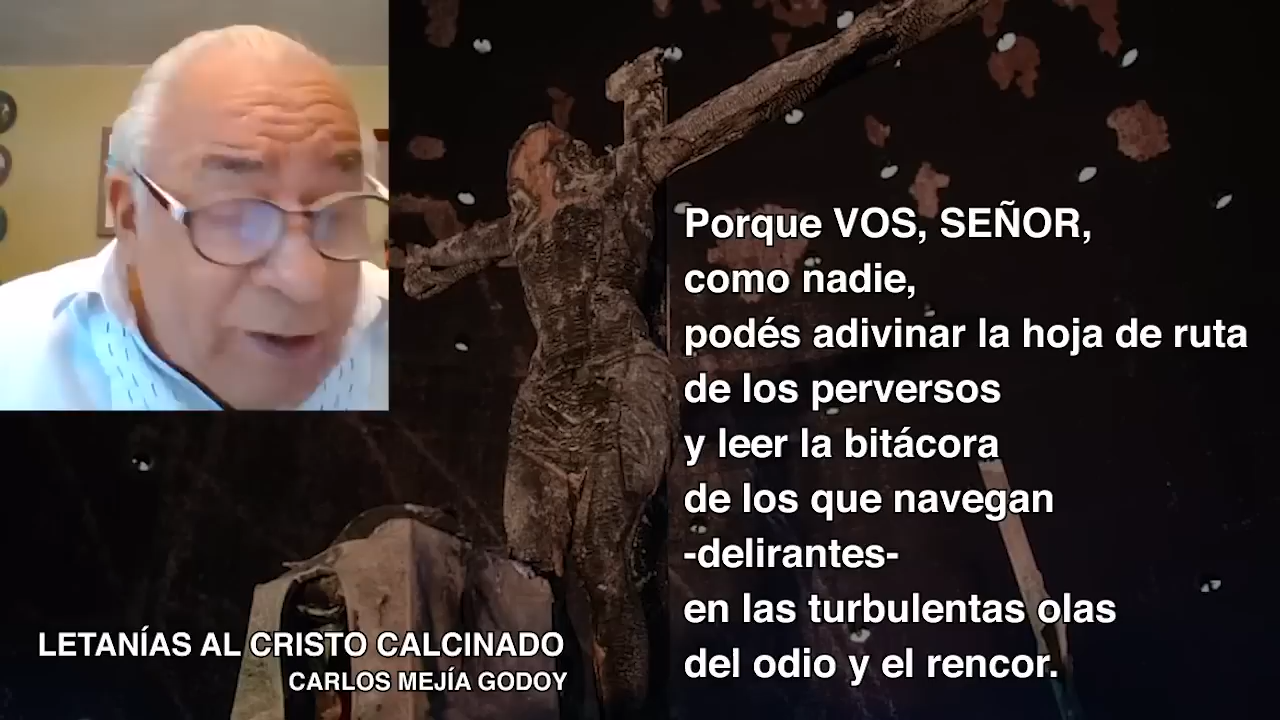 Porque VOS, SEÑOR,
como nadie,
podés adivinar la hoja de ruta
de los perversos
y leer la bitácora
de los que navegan
-delirantes-
en las turbulentas olas
del odio y el rencor.
LETANÍAS AL CRISTO CALCINADO
CARLOS MEJÍA GODOY